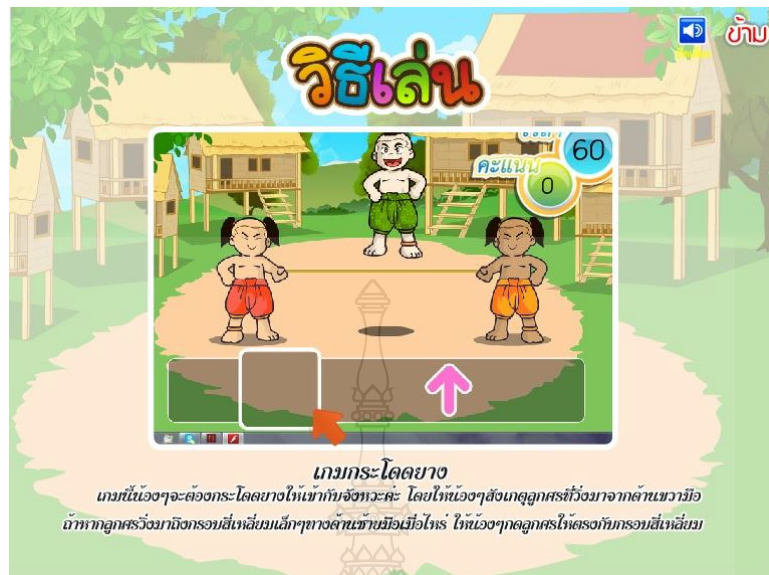 ข้าม
วิธีเล่น
60
คะแนน
0
เกมกระโดดยาง
เกมนี้น้องๆจะต้องกระโดดยางให้เข้ากับจังหวะค่ะ โดยให้น้องๆสังเกตุลูกศรที่วิ่งมาจากด้านขวามือ
ถ้าหากลูกศรวิ่งมาถึงกรอบสี่เหลี่ยมเล็กๆทางด้านซ้ายมือเมื่อไหร่ ให้น้องๆกดลูกศรให้ตรงกับกรอบสี่เหลี่ยม